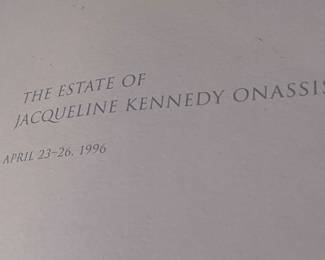 THE ESTATE OF
JACQUELINE KENNEDY ONASSIS
APRIL 23–26, 1996